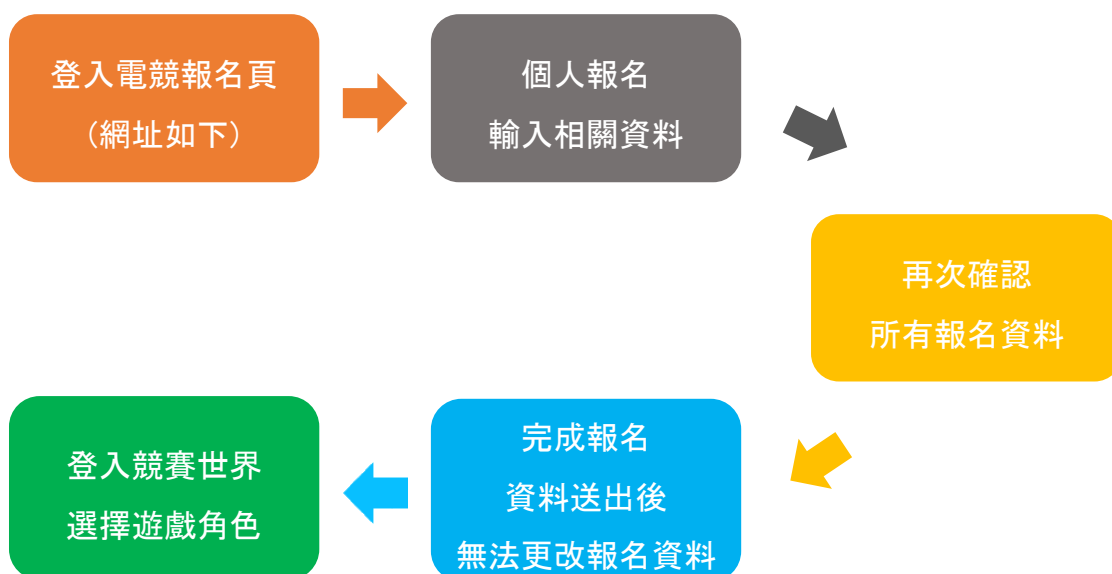 登入電競報名頁
(網址如下)
個人報名
輸入相關資料
再次確認
所有報名資料
完成報名
資料送出後
無法更改報名資料
登入競賽世界
選擇遊戲角色